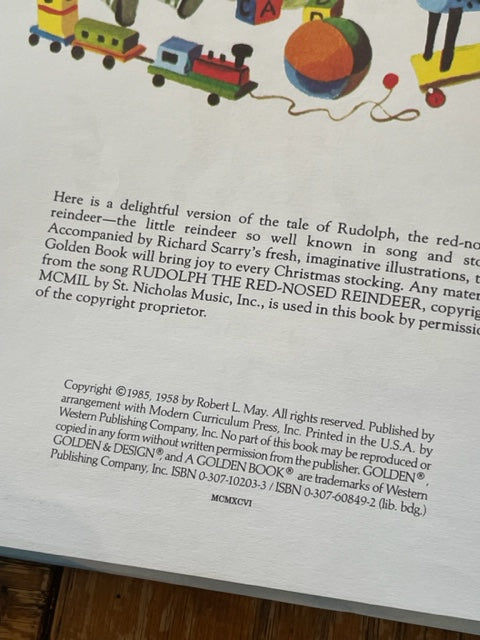 C A D
Here is a delightful version of the tale of Rudolph, the red-no
reindeer—the little reindeer so well known in song and sto
Accompanied by Richard Scarry's fresh, imaginative illustrations, t
Golden Book will bring joy to every Christmas stocking. Any mater
from the song RUDOLPH THE RED-NOSED REINDEER, copyrig
MCMIL by St. Nicholas Music, Inc., is used in this book by permissio
of the copyright proprietor.
Copyright ©1985, 1958 by Robert L. May. All rights reserved. Published by
arrangement with Modern Curriculum Press, Inc. Printed in the U.S.A. by
Western Publishing Company, Inc. No part of this book may be reproduced or
copied in any form without written permission from the publisher. GOLDEN®,
GOLDEN & DESIGN®, and A GOLDEN BOOK® are trademarks of Western
Publishing Company, Inc. ISBN 0-307-10203-3 / ISBN 0-307-60849-2 (lib. bdg.)
MCMXCVI